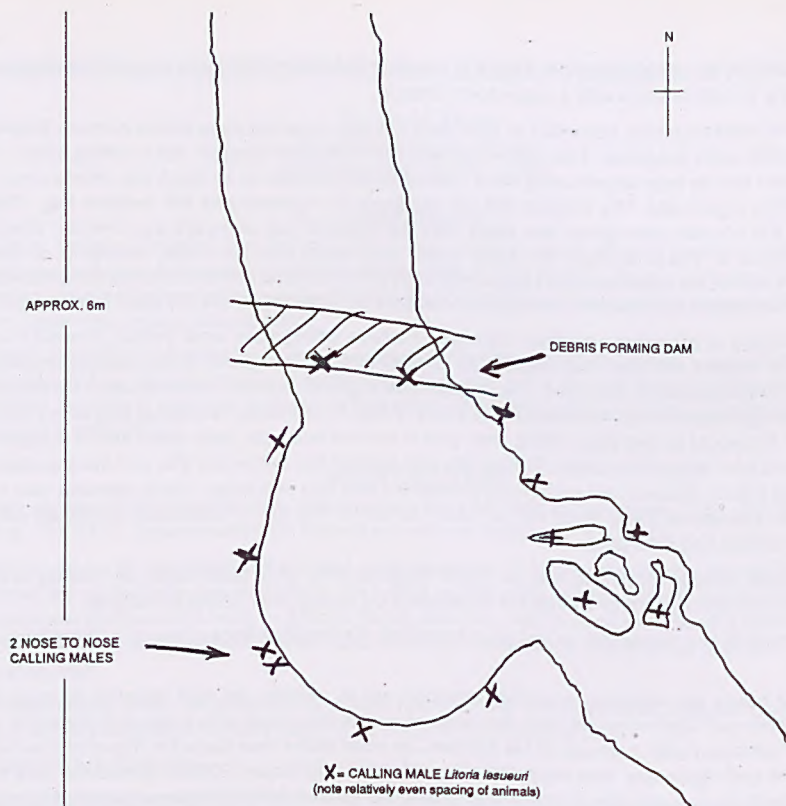 N
APPROX. 6m
DEBRIS FORMING DAM
2 NOSE TO NOSE
CALLING MALES
X = CALLING MALE Litoria lesueuri
(note relatively even spacing of animals)